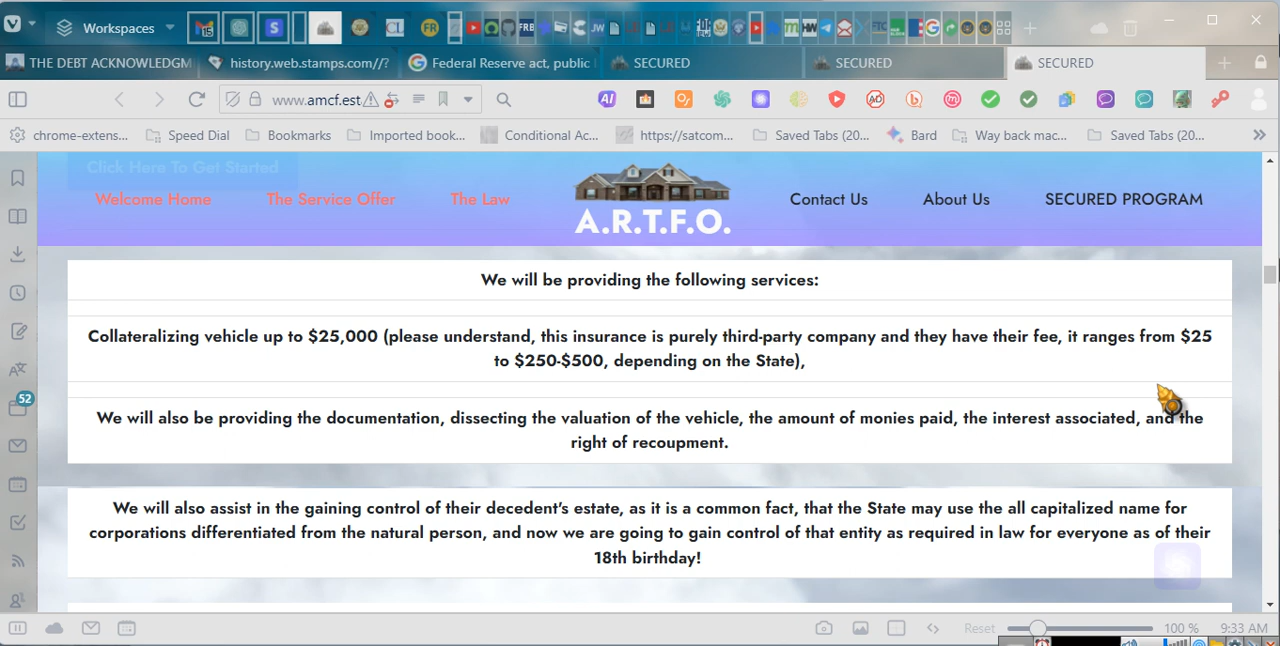 Workspaces
15
S
CL
FR
FRB
JW
HW
THE DEBT ACKNOWLEDGM
history.web.stamps.com//?
Federal Reserve act, public
SECURED
SECURED
SECURED
www.amcf.est
AI
AD
chrome-extens...
Speed Dial
Bookmarks
Imported book...
Conditional Ac...
https://satcom...
Saved Tabs (20...
Bard
Way back mac...
Saved Tabs (20...
Click Here To Get Started
Welcome Home
The Service Offer
The Law
A.R.T.F.O.
Contact Us
About Us
SECURED PROGRAM
We will be providing the following services:
Collateralizing vehicle up to $25,000 (please understand, this insurance is purely third-party company and they have their fee, it ranges from $25
to $250-$500, depending on the State),
52
We will also be providing the documentation, dissecting the valuation of the vehicle, the amount of monies paid, the interest associated, and the
right of recoupment.
We will also assist in the gaining control of their decedent's estate, as it is a common fact, that the State may use the all capitalized name for
corporations differentiated from the natural person, and now we are going to gain control of that entity as required in law for everyone as of their
18th birthday!
Reset
100 %
9:33 AM